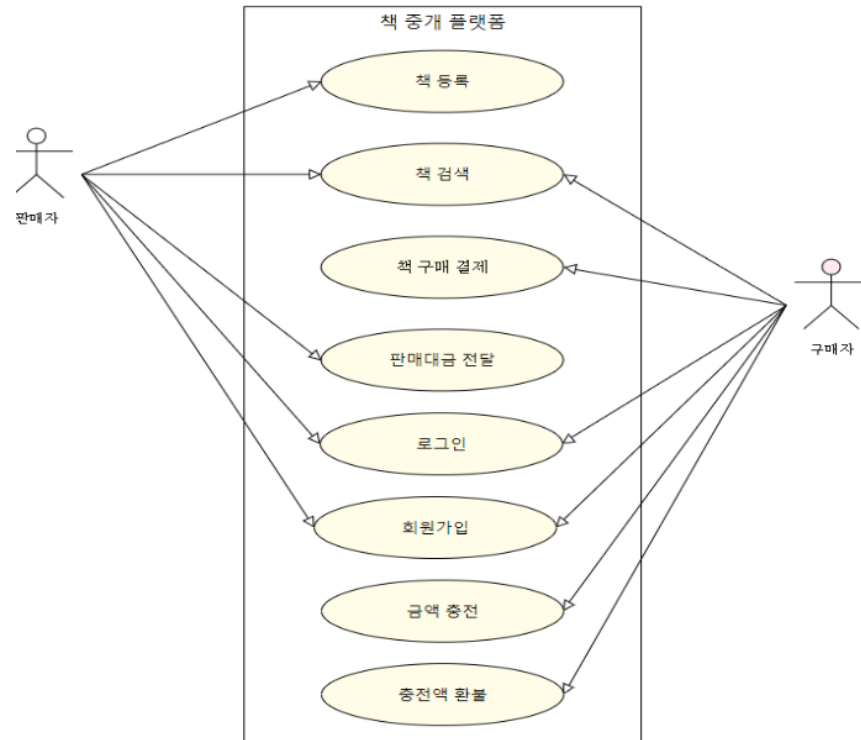 책 중개 플랫폼
책 등록
책 검색
판매자
책 구매 결제
구매자
판매대금 전달
로그인
회원가입
금액 충전
충전액 환불